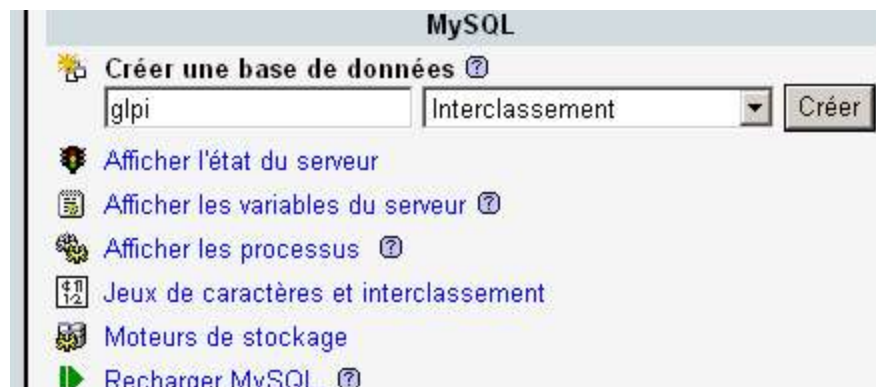 MySQL
Créer une base de données
glpi Interclassement Créer
Afficher l'état du serveur
Afficher les variables du serveur
Afficher les processus
Jeux de caractères et interclassement
Moteurs de stockage
Recharger MySQL